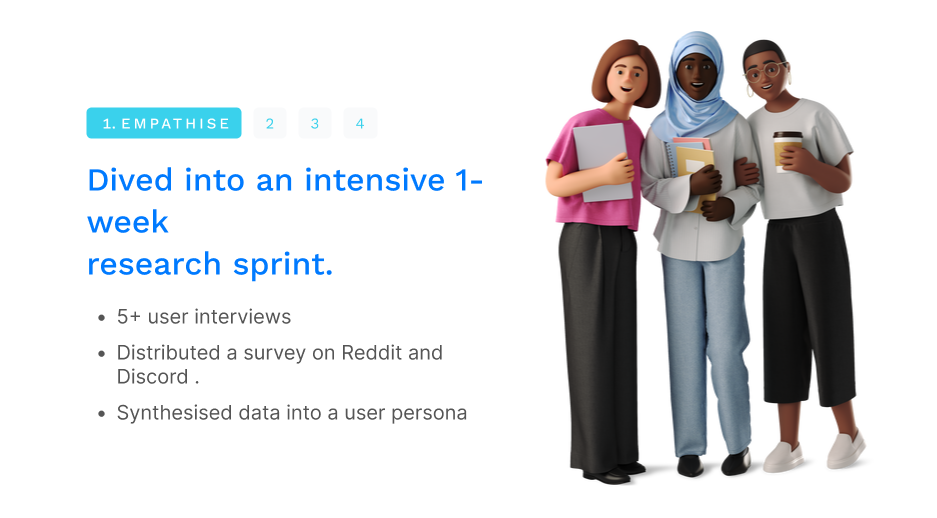 1. EMPATHISE 2 3 4
Dived into an intensive 1-
week
research sprint.
• 5+ user interviews
• Distributed a survey on Reddit and
Discord .
• Synthesised data into a user persona